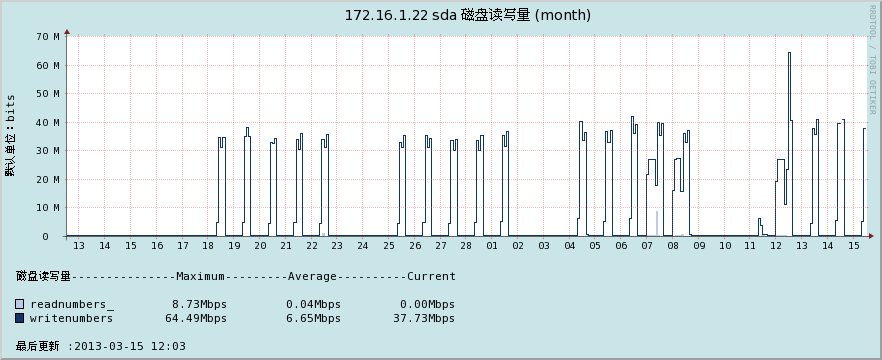 172.16.1.22 sda 磁盘读写量 (month)
RRDTOOL / TOBI OETIKER
默认单位：bits
70 M
60 M
50 M
40 M
30 M
20 M
10 M
0
13 14 15 16 17 18 19 20 21 22 23 24 25 26 27 28 01 02 03 04 05 06 07 08 09 10 11 12 13 14 15
磁盘读写量---------------Maximum---------Average----------Current
readnumbers_ 8.73Mbps 0.04Mbps 0.00Mbps
writenumbers 64.49Mbps 6.65Mbps 37.73Mbps
最后更新 :2013-03-15 12:03